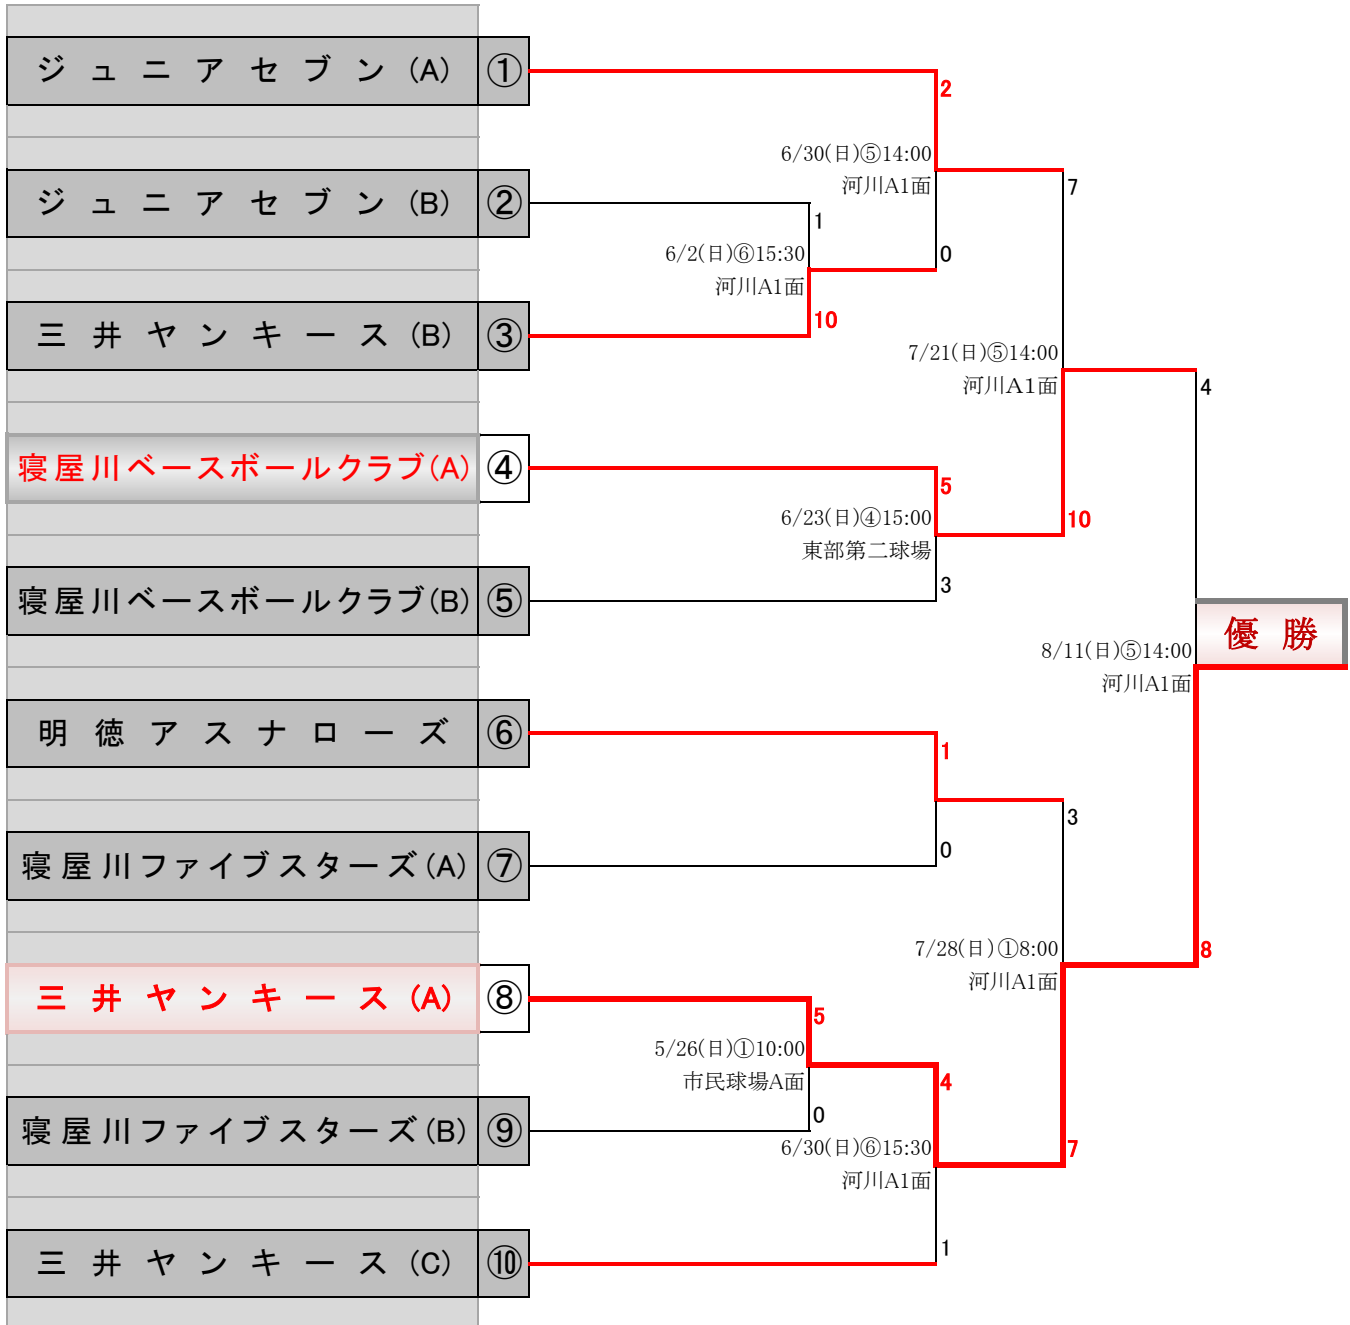 ジュニアセブン(A) ①
2
6/30(日)⑤14:00
河川A1面
7
ジュニアセブン(B) ②
1
6/2(日)⑥15:30
0
河川A1面
10
三井ヤンキース(B) ③
7/21(日)⑤14:00
河川A1面
4
寝屋川ベースボールクラブ(A) ④
5
6/23(日)④15:00
10
東部第二球場
3
寝屋川ベースボールクラブ(B) ⑤
優勝
8/11(日)⑤14:00
河川A1面
明徳アスナローズ ⑥
1
3
0
寝屋川ファイブスターズ(A) ⑦
7/28(日)①8:00
8
河川A1面
三井ヤンキース(A) ⑧
5
5/26(日)①10:00
市民球場A面
4
0
寝屋川ファイブスターズ(B) ⑨
6/30(日)⑥15:30
7
河川A1面
1
三井ヤンキース(C) ⑩